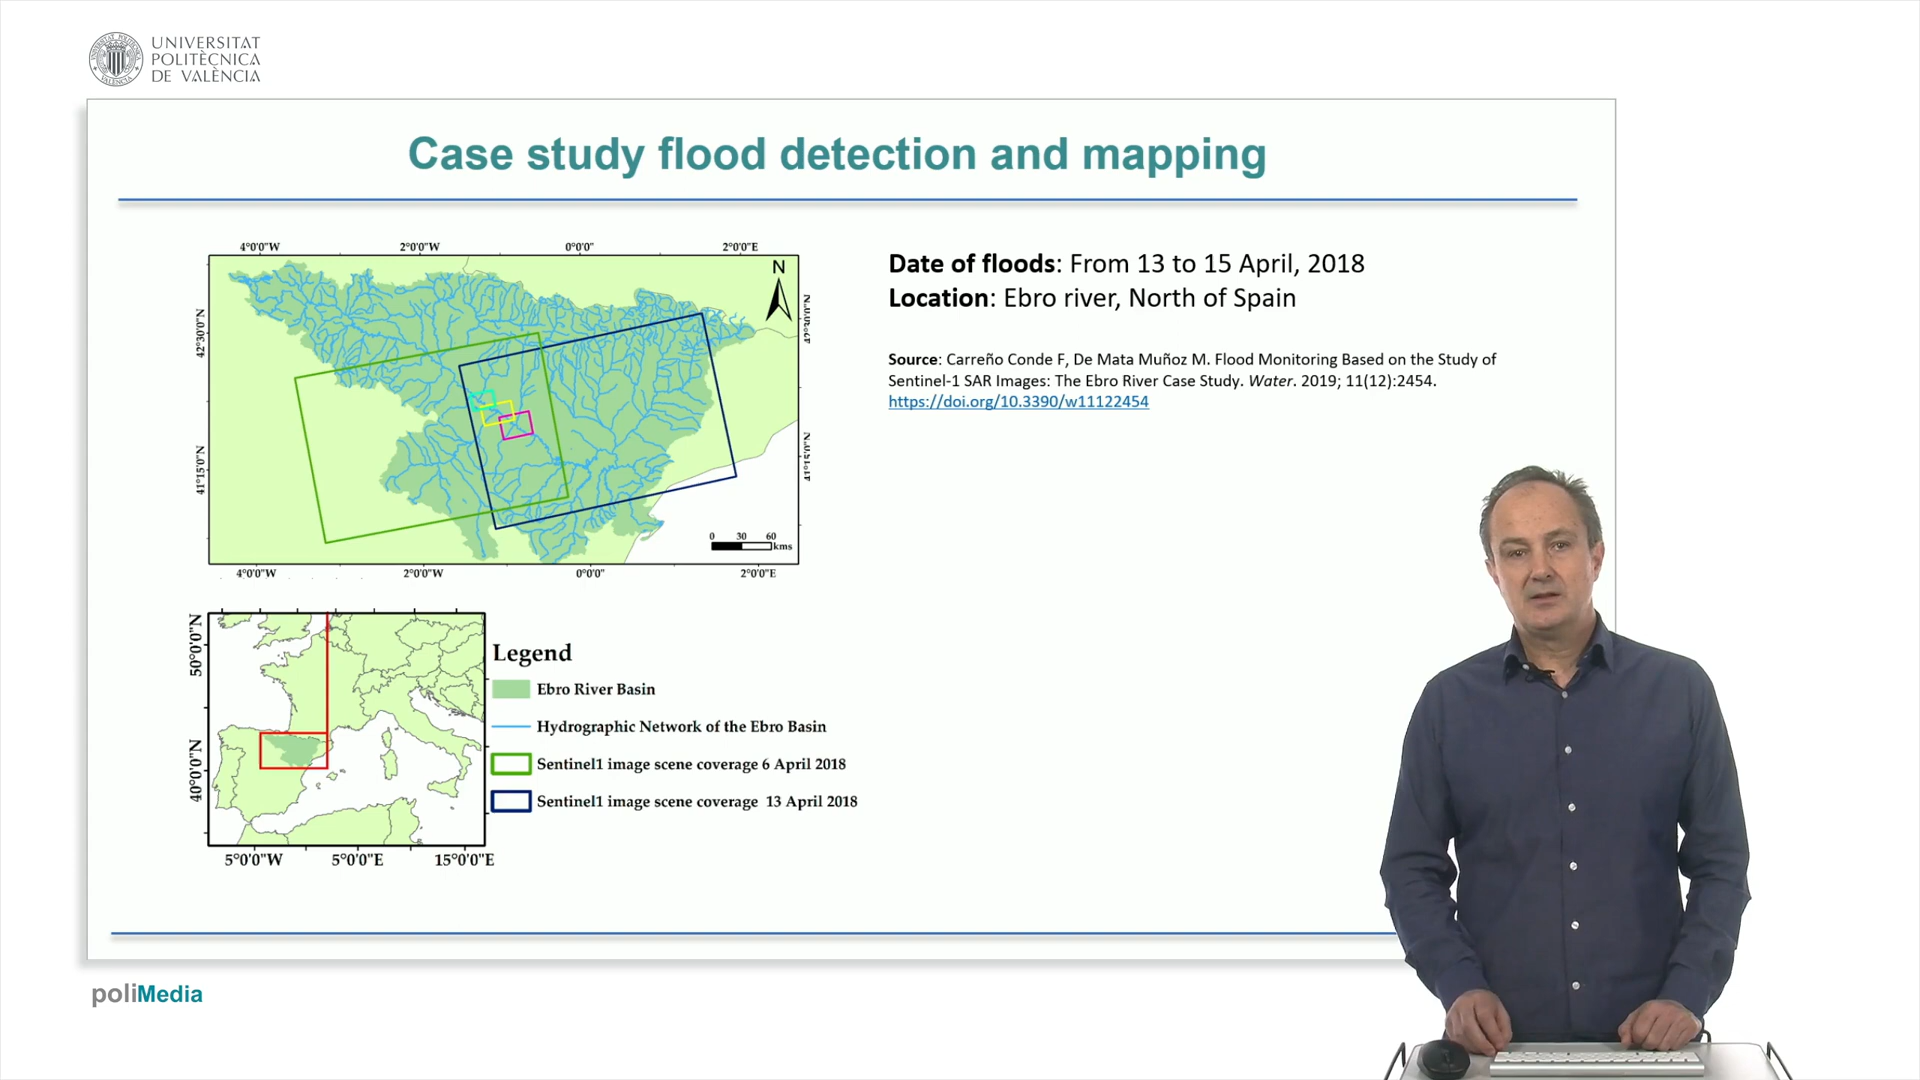 UNIVERSITAT
POLITÈCNICA
DE VALÈNCIA
Case study flood detection and mapping
4°0'0"W 2°0'0"W 0°0'0" 2°0'0"E
N
42°30'0"N
41°15'0"N
0 30 60
kms
4°0'0"W 2°0'0"W 0°0'0" 2°0'0"E
Date of floods: From 13 to 15 April, 2018
Location: Ebro river, North of Spain
Source: Carreño Conde F, De Mata Muñoz M. Flood Monitoring Based on the Study of
Sentinel-1 SAR Images: The Ebro River Case Study. Water. 2019; 11(12):2454.
https://doi.org/10.3390/w11122454
50°0'0"N
40°0'0"N
5°0'0"W 5°0'0"E 15°0'0"E
Legend
Ebro River Basin
Hydrographic Network of the Ebro Basin
Sentinel1 image scene coverage 6 April 2018
Sentinel1 image scene coverage 13 April 2018
poliMedia